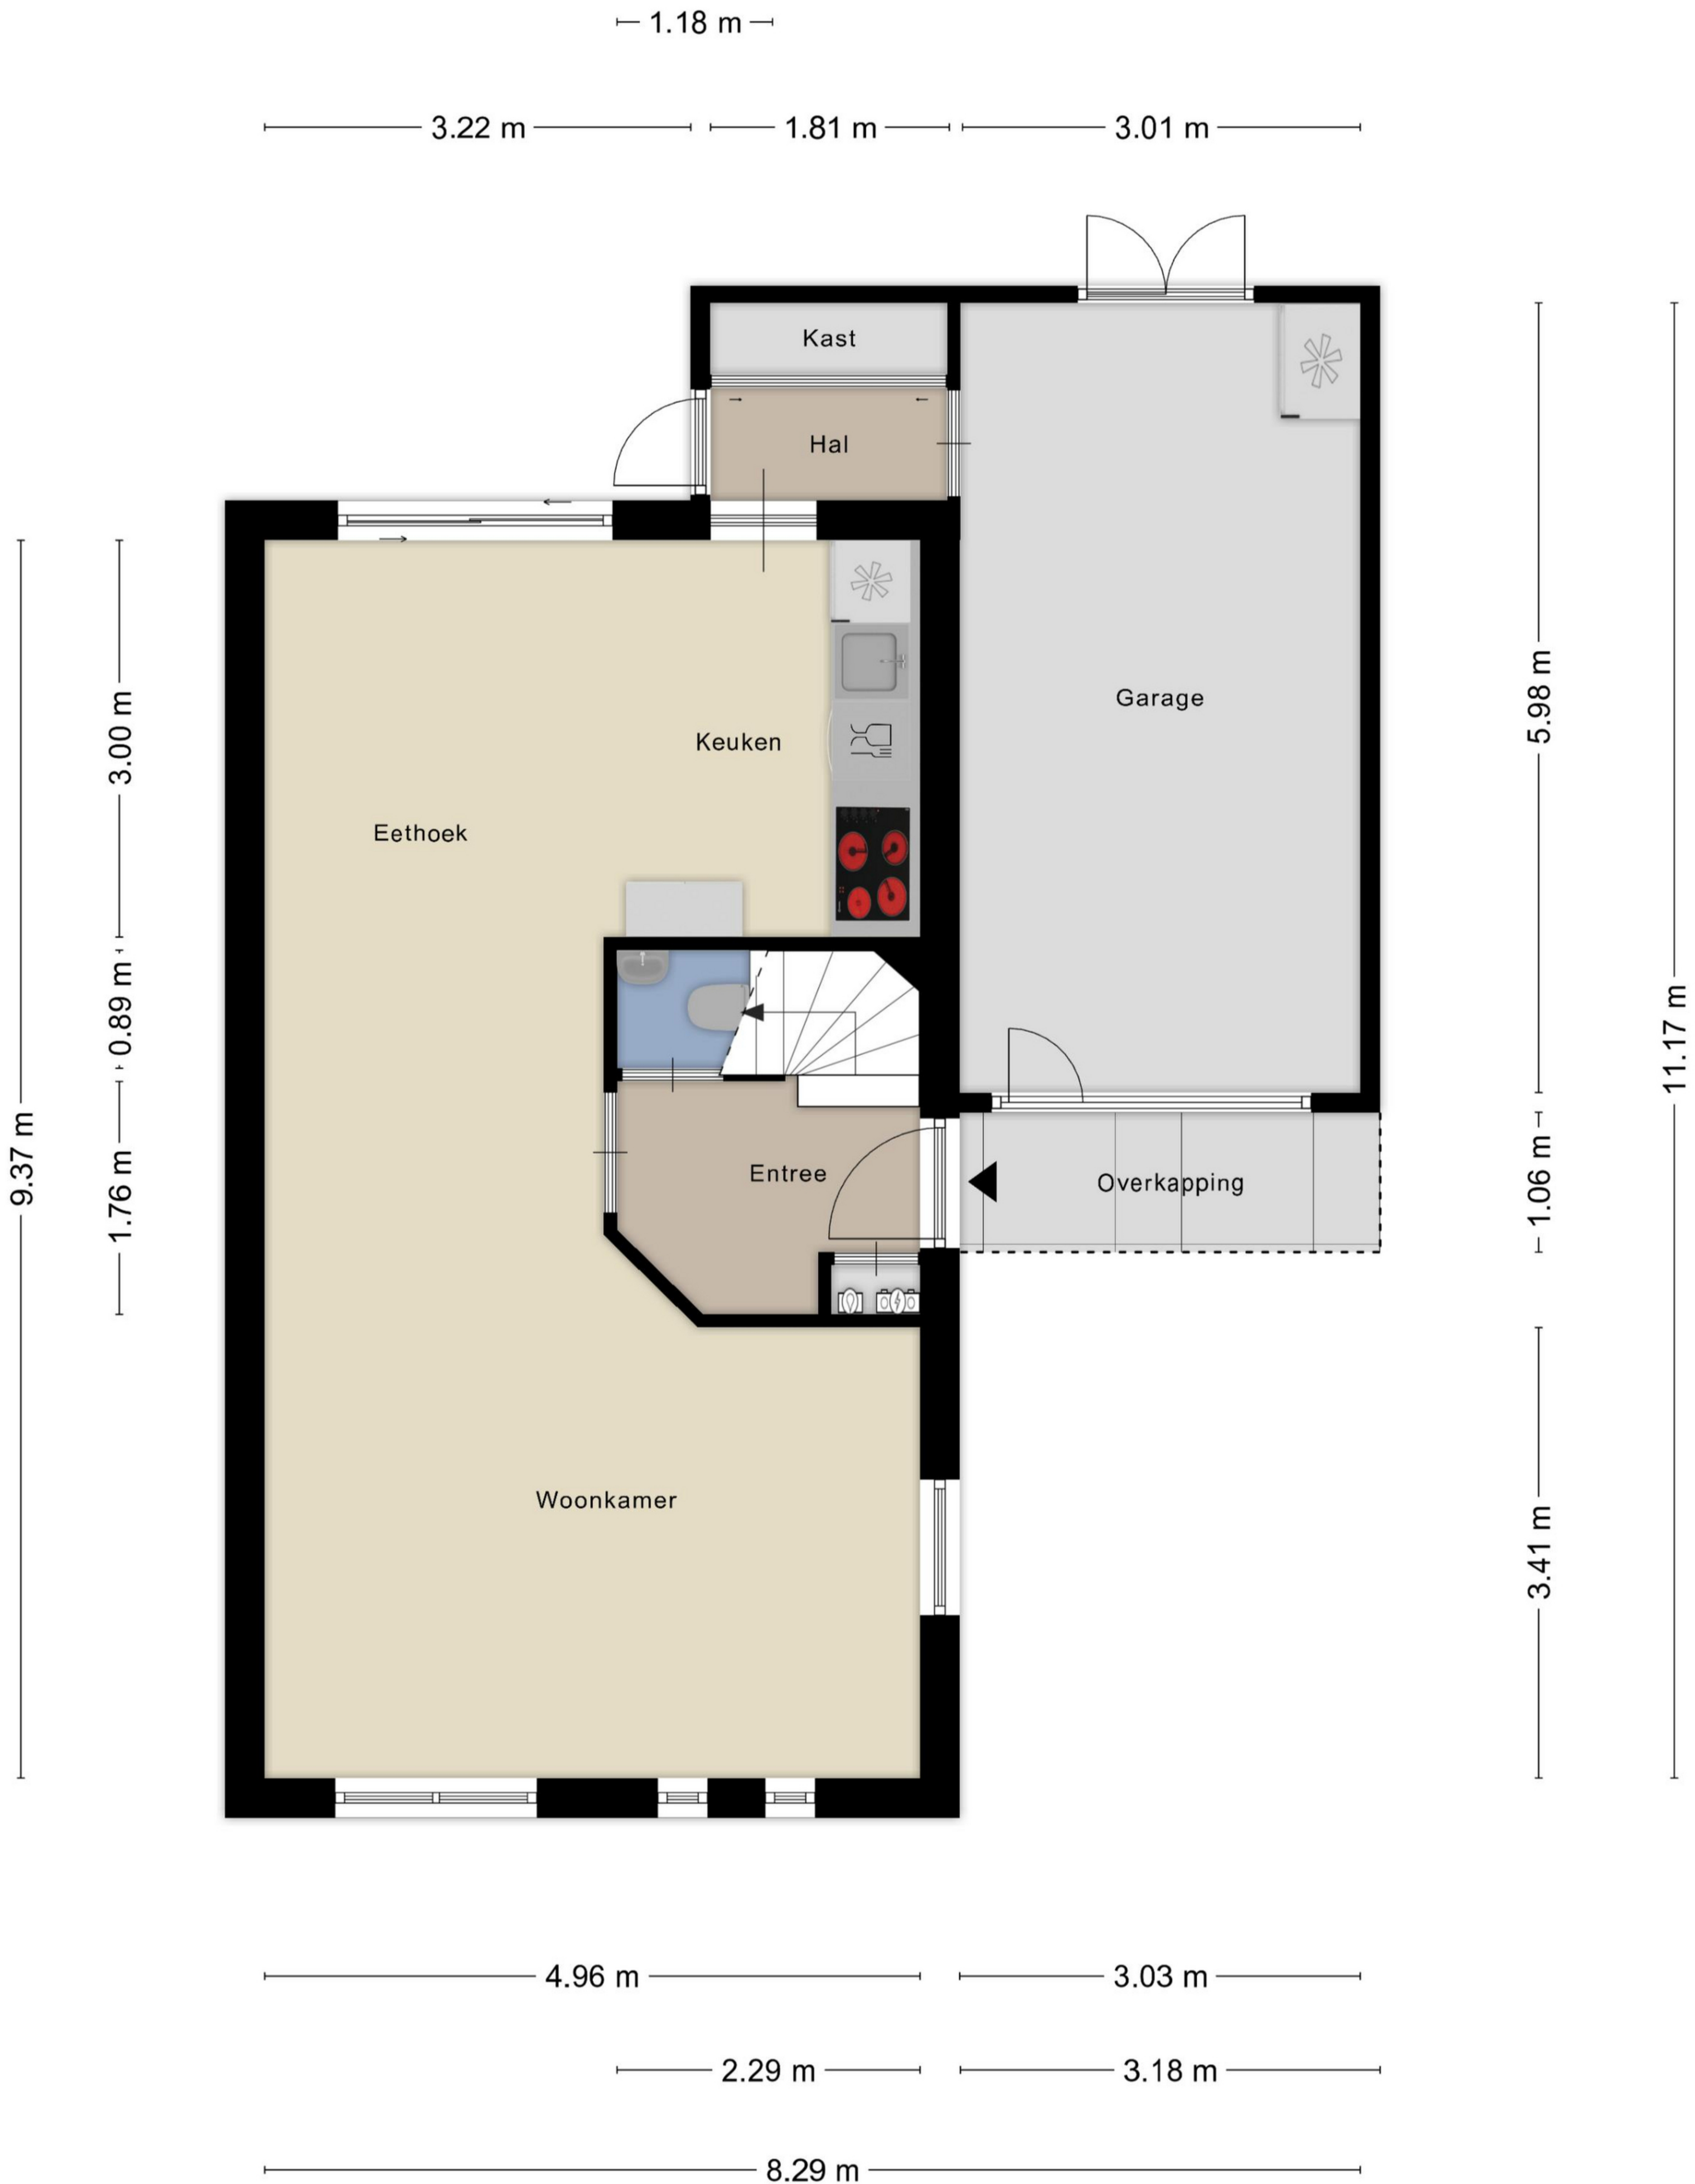 1.18 m
3.22 m
1.81 m
3.01 m
Kast
Hal
Garage
Keuken
Eethoek
Entree
Overkapping
Woonkamer
9.37 m
3.00 m
0.89 m
1.76 m
5.98 m
1.06 m
3.41 m
11.17 m
4.96 m
3.03 m
2.29 m
3.18 m
8.29 m